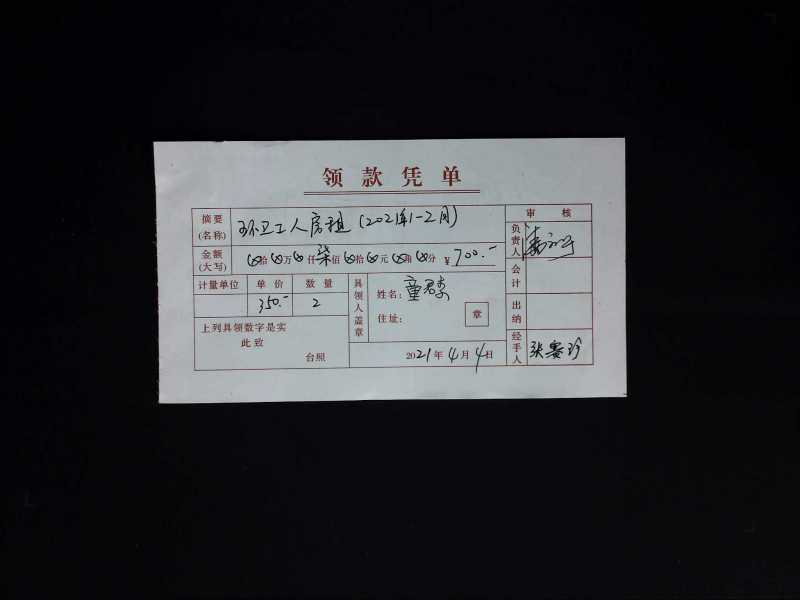 领款凭单
摘要(名称) 环卫工人房租(2021年1-2月) 审核
金额(大写) ⊗拾⊗万⊗仟柒佰⊗拾⊗元⊗角⊗分 ¥700.- 负责人
计量单位 单价 数量 具领人盖章 姓名: 童 会计
350.- 2 住址: 章 出纳
上列具领数字是实
此致
台照 2021年4月4日 经手人 张